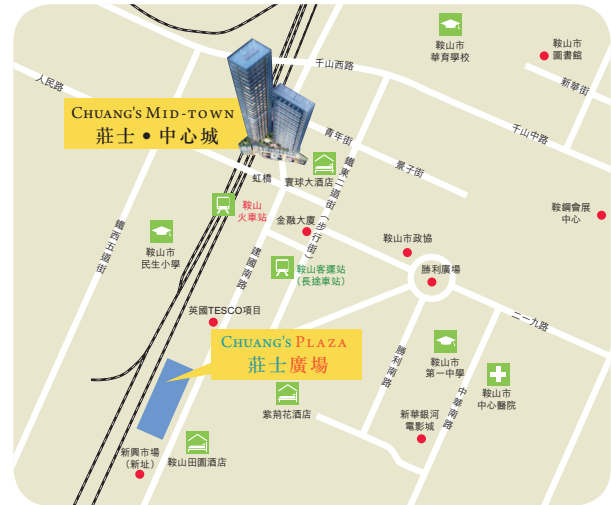 鞍山市
華育學校
鞍山市
圖書館
千山西路
新華街
人民路
CHUANG'S MID-TOWN
莊士•中心城
青年街
千山中路
景子街
虹橋
寰球大酒店
鐵東二道街(步行街)
鞍山
火車站
金融大廈
鞍鋼會展
中心
鐵西五道街
鞍山市
民生小學
建國南路
鞍山市政協
鞍山客運站
(長途車站)
勝利廣場
英國TESCO項目
二一九路
CHUANG'S PLAZA
莊士廣場
勝利南路
鞍山市
第一中學
中華南路
鞍山市
中心醫院
紫荊花酒店
新華銀河
電影城
新興市場
(新址)
鞍山田園酒店